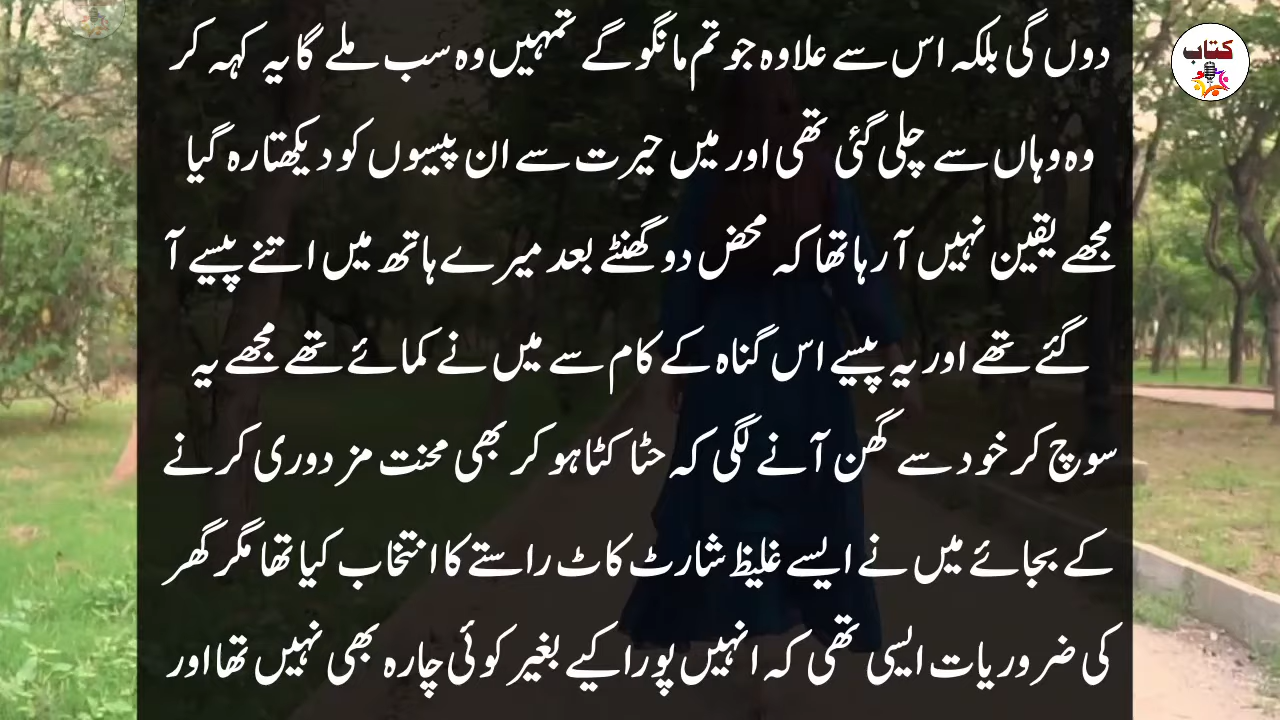 دوں گی بلکہ اس سے علاوہ جو تم مانگو گے تمہیں وہ سب ملے گا یہ کہہ کر
وہ وہاں سے چلی گئی تھی اور میں حیرت سے ان پیسوں کو دیکھتا رہ گیا
مجھے یقین نہیں آ رہا تھا کہ محض دو گھنٹے بعد میرے ہاتھ میں اتنے پیسے آ
گئے تھے اور یہ پیسے اس گناہ کے کام سے میں نے کمائے تھے مجھے یہ
سوچ کر خود سے گھن آنے لگی کہ حٹا کٹا ہو کر بھی محنت مزدوری کرنے
کے بجائے میں نے ایسے غلیظ شارٹ کاٹ راستے کا انتخاب کیا تھا مگر گھر
کی ضروریات ایسی تھی کہ انہیں پورا کیے بغیر کوئی چارہ بھی نہیں تھا اور
کتاب